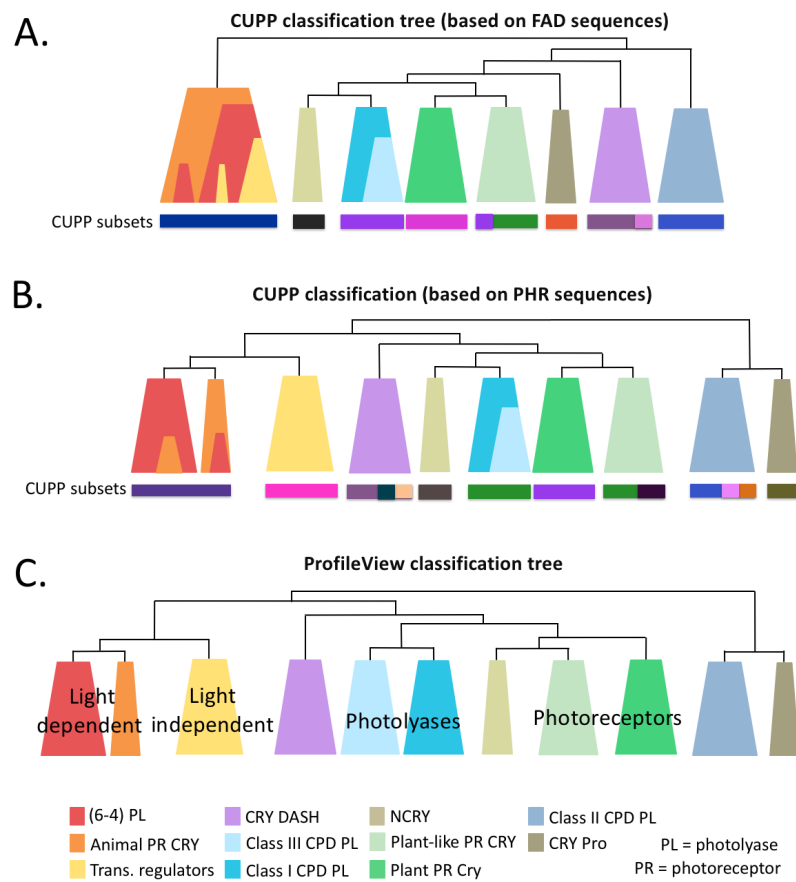 A.
CUPP classification tree (based on FAD sequences)
CUPP subsets
B.
CUPP classification (based on PHR sequences)
CUPP subsets
C.
ProfileView classification tree
Light dependent
Light independent
Photolyases
Photoreceptors
(6-4) PL
Animal PR CRY
Trans. regulators
CRY DASH
Class III CPD PL
Class I CPD PL
NCRY
Plant-like PR CRY
Plant PR Cry
Class II CPD PL
CRY Pro
PL = photolyase
PR = photoreceptor